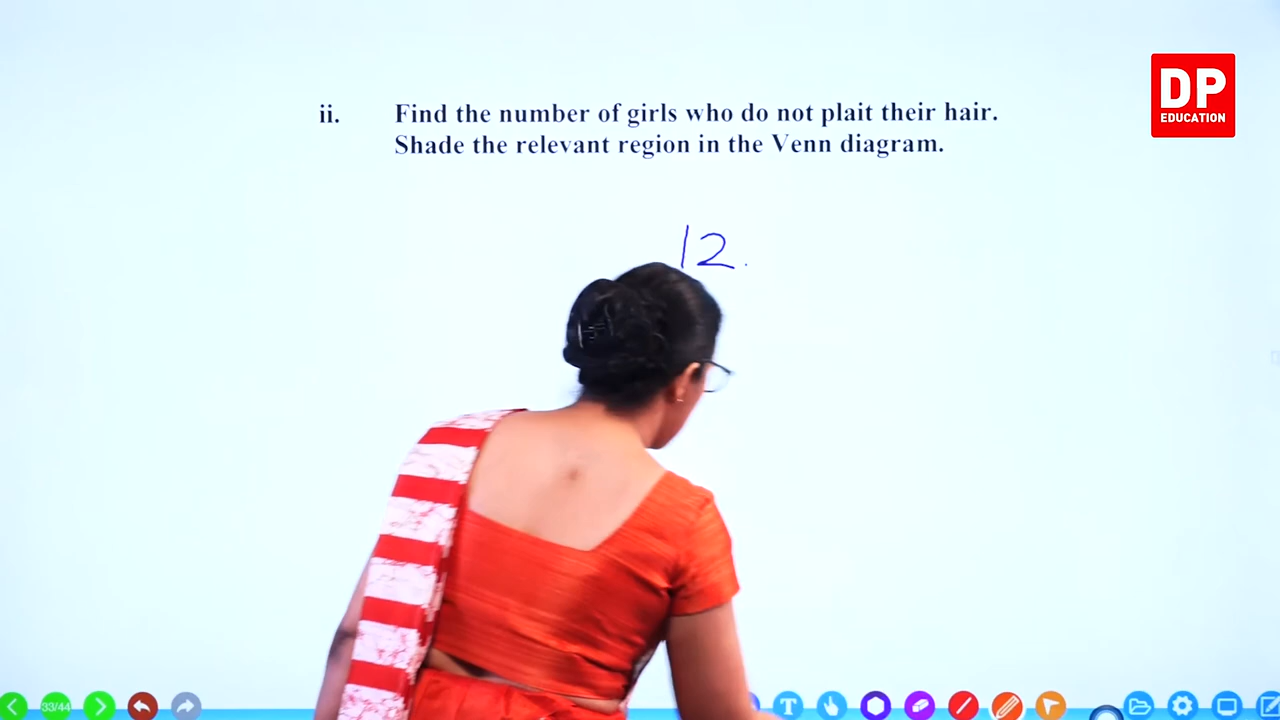 DP
EDUCATION
ii. Find the number of girls who do not plait their hair.
Shade the relevant region in the Venn diagram.
12.
33/44
T